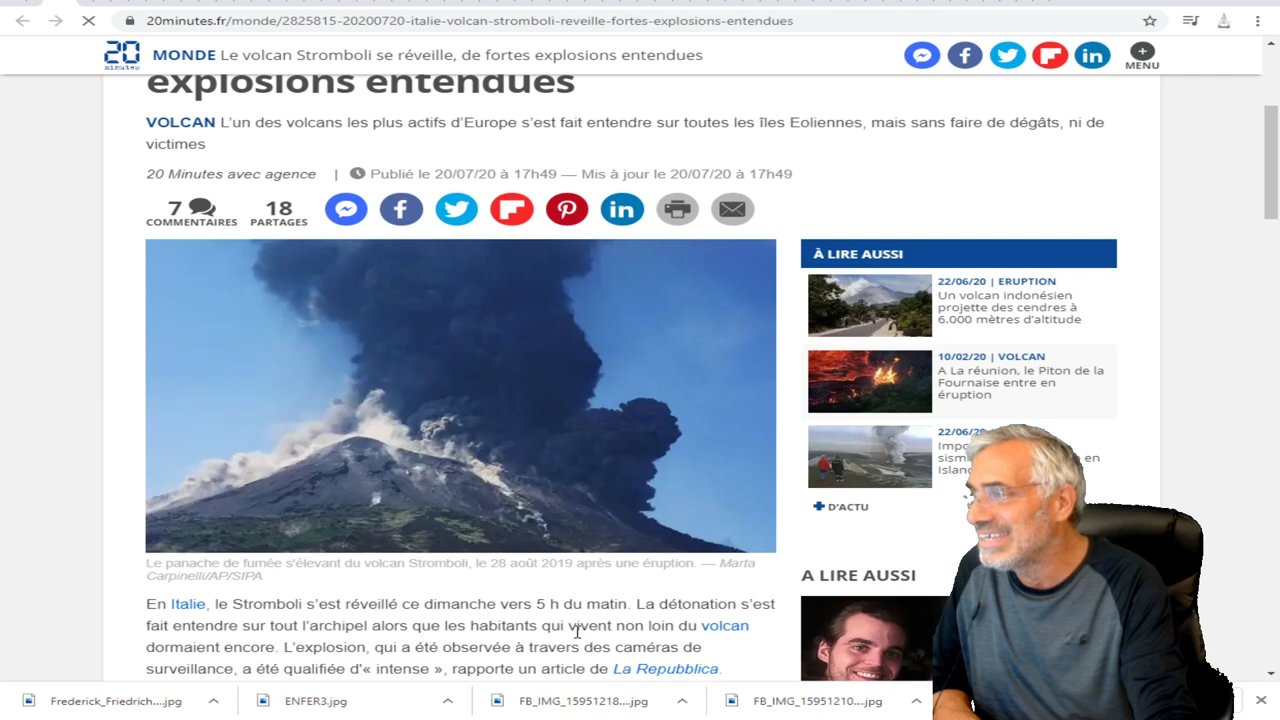 20minutes.fr/monde/2825815-20200720-italie-volcan-stromboli-reveille-fortes-explosions-entendues
20 minutes
MONDE Le volcan Stromboli se réveille, de fortes explosions entendues
MENU
explosions entendues
VOLCAN L’un des volcans les plus actifs d’Europe s’est fait entendre sur toutes les îles Eoliennes, mais sans faire de dégâts, ni de
victimes
20 Minutes avec agence | Publié le 20/07/20 à 17h49 — Mis à jour le 20/07/20 à 17h49
7 18
COMMENTAIRES PARTAGES
À LIRE AUSSI
22/06/20 | ERUPTION
Un volcan indonésien
projette des cendres à
6.000 mètres d’altitude
10/02/20 | VOLCAN
A La réunion, le Piton de la
Fournaise entre en
éruption
22/06/20
sism en
D'ACTU
Le panache de fumée s'élevant du volcan Stromboli, le 28 août 2019 après une éruption. — Marta
Carpinelli/AP/SIPA
A LIRE AUSSI
En Italie, le Stromboli s’est réveillé ce dimanche vers 5 h du matin. La détonation s’est
fait entendre sur tout l’archipel alors que les habitants qui vivent non loin du volcan
dormaient encore. L’explosion, qui a été observée à travers des caméras de
surveillance, a été qualifiée d'« intense », rapporte un article de La Repubblica.
Frederick_Friedrich....jpg ENFER3.jpg FB_IMG_15951218....jpg FB_IMG_15951210....jpg